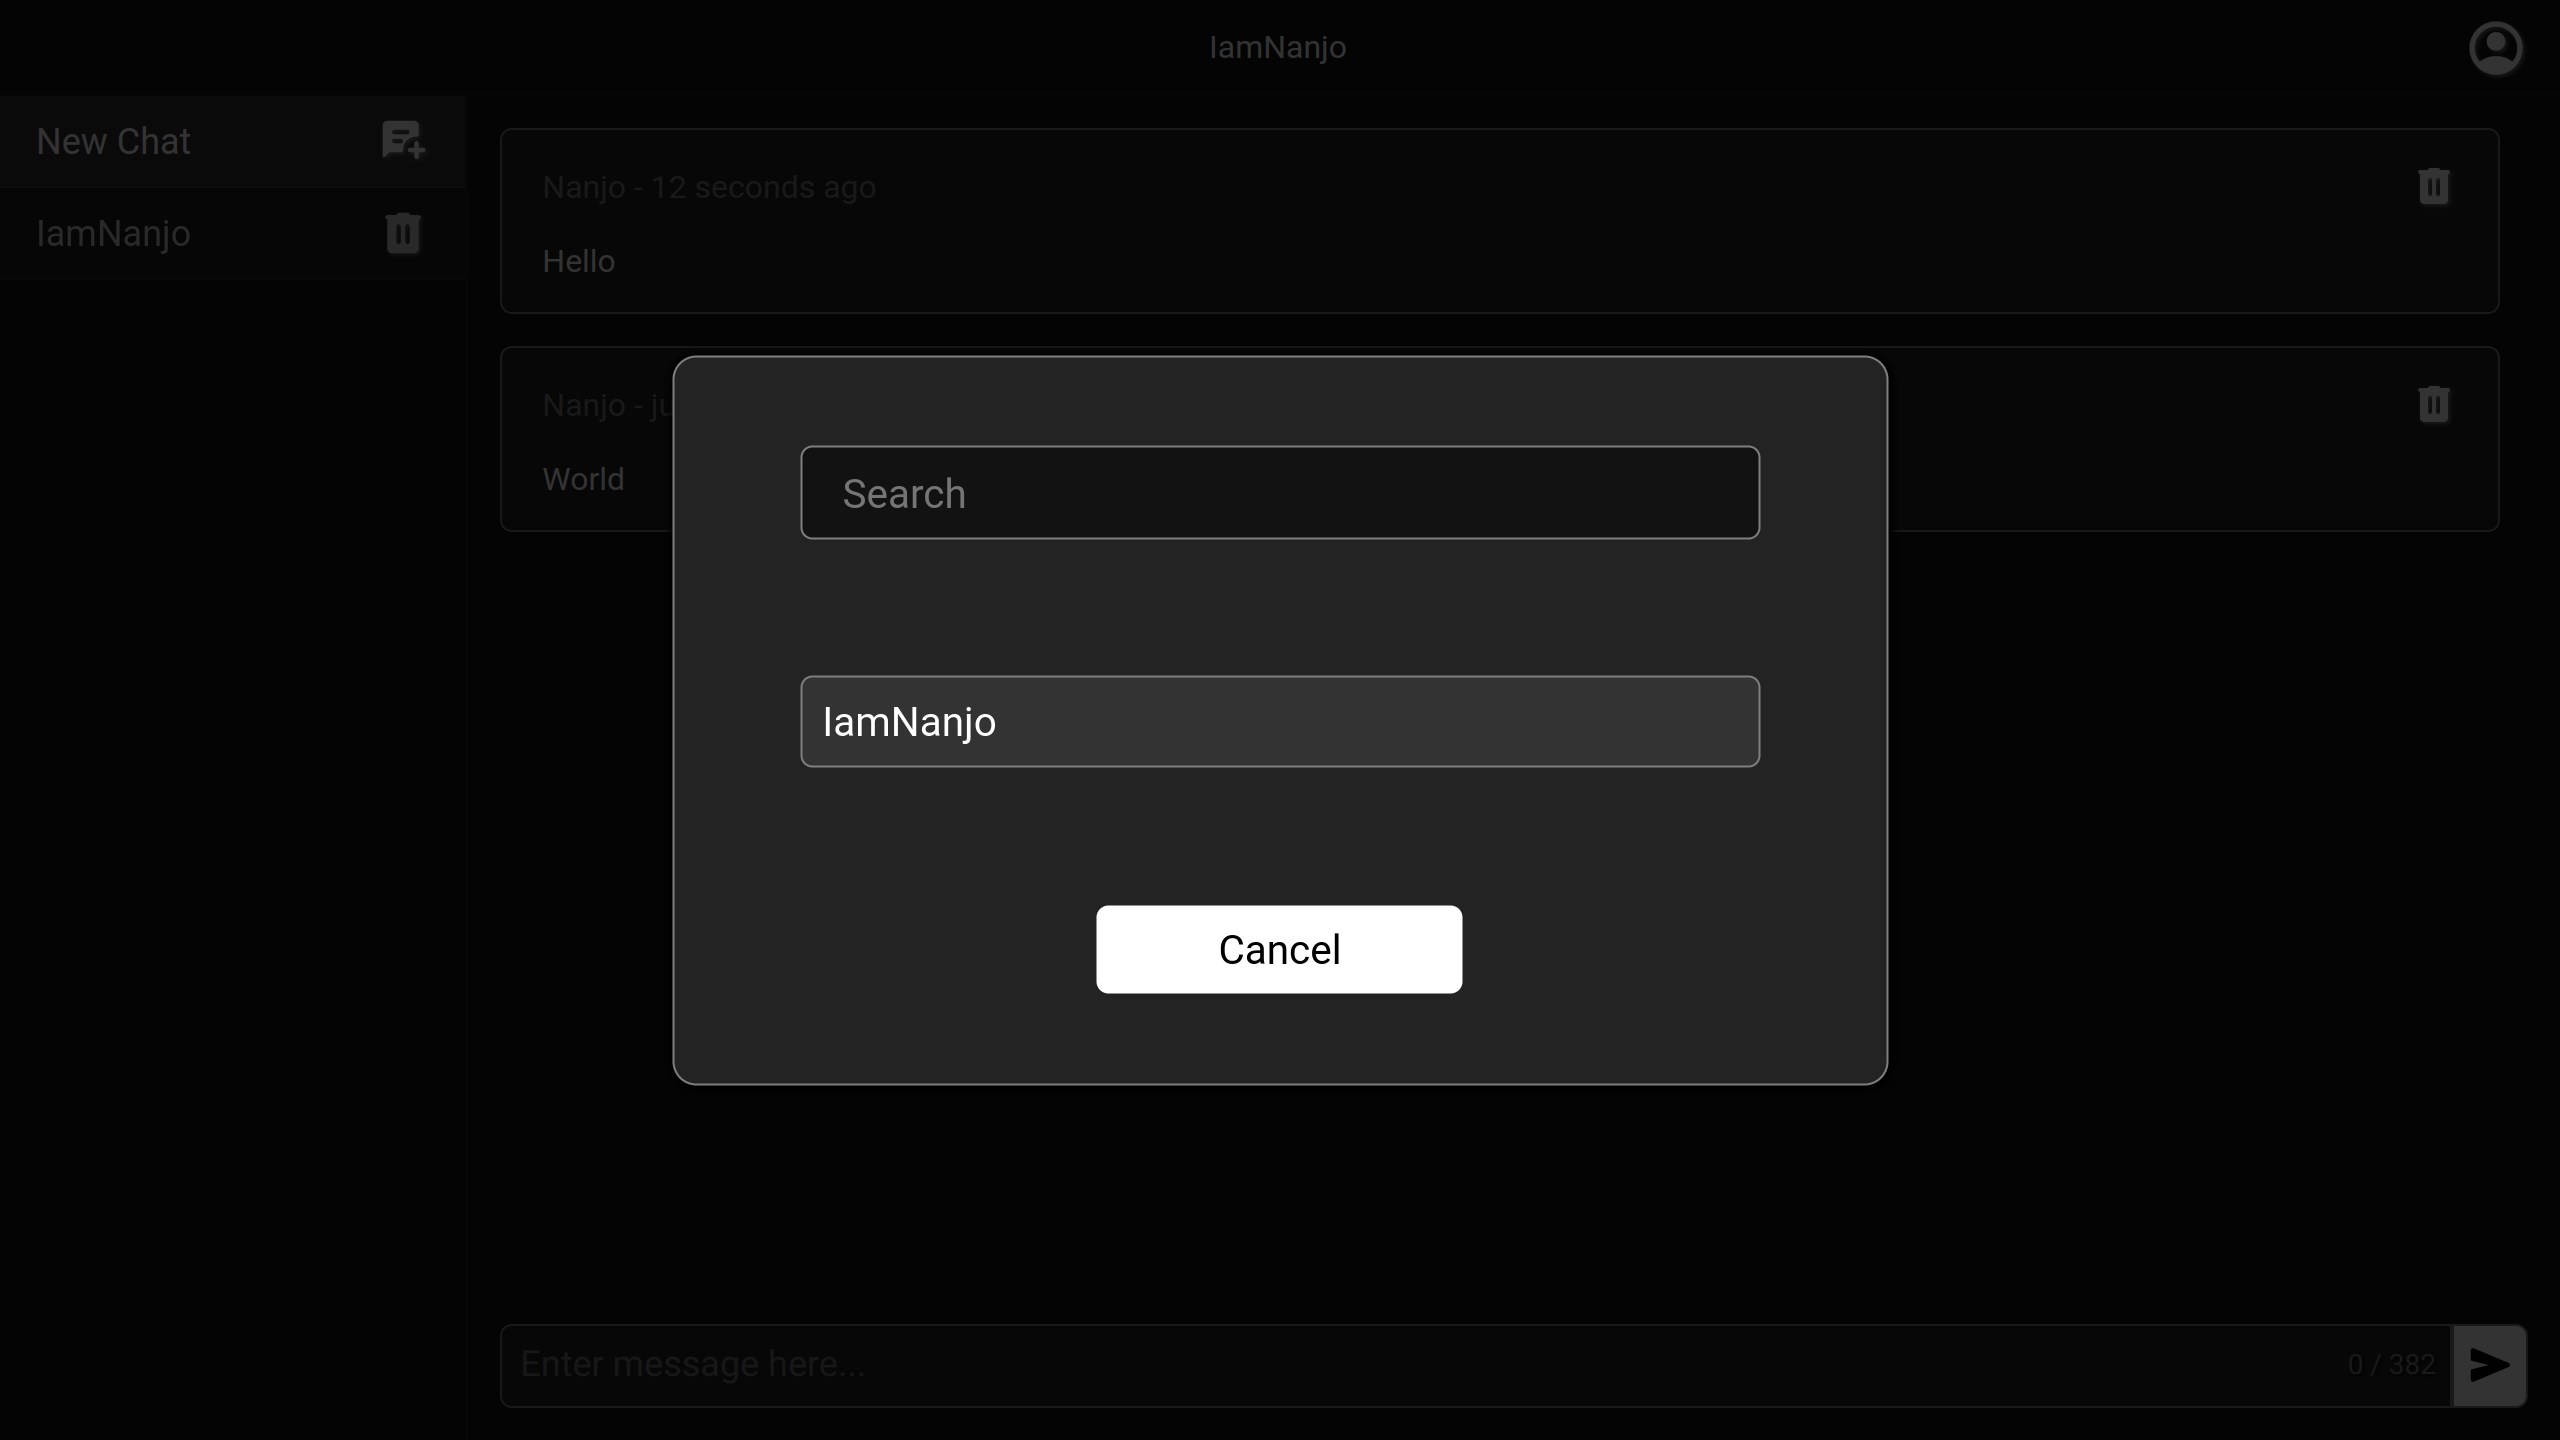 IamNanjo
New Chat
IamNanjo
Nanjo - 12 seconds ago
Hello
Nanjo - ju
World
Search
IamNanjo
Cancel
Enter message here...
0 / 382